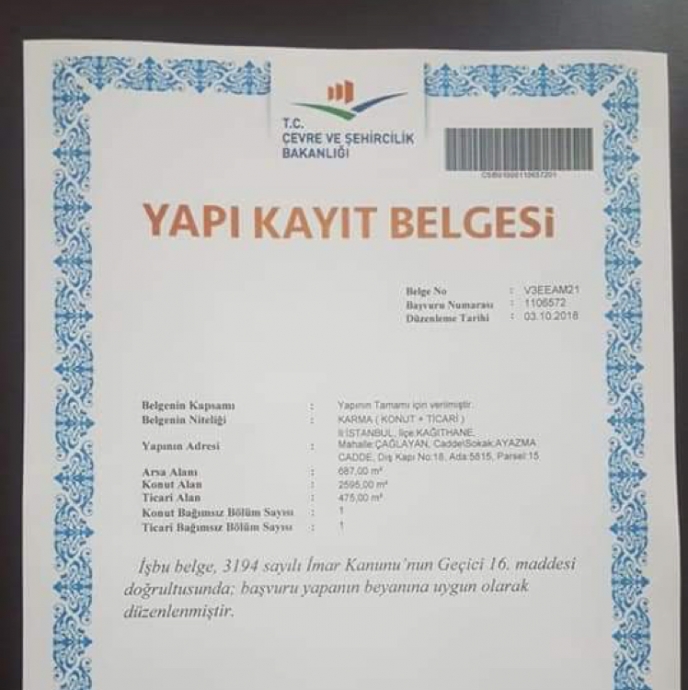 T.C.
ÇEVRE VE ŞEHİRCİLİK
BAKANLIĞI
YAPI KAYIT BELGESİ
Belge No : V3EEAM21
Başvuru Numarası : 1106572
Düzenleme Tarihi : 03.10.2018
Belgenin Kapsamı : Yapının Tamamı için verilmiştir.
Belgenin Niteliği : KARMA ( KONUT + TİCARİ )
İl:İSTANBUL, İlçe:KAĞITHANE,
Yapının Adresi : Mahalle:ÇAĞLAYAN, Cadde\Sokak:AYAZMA
CADDE, Dış Kapı No:18, Ada:5815, Parsel:15
Arsa Alanı : 687,00 m²
Konut Alan : 2595,00 m²
Ticari Alan : 475,00 m²
Konut Bağımsız Bölüm Sayısı : 1
Ticari Bağımsız Bölüm Sayısı : 1
İşbu belge, 3194 sayılı İmar Kanunu'nun Geçici 16. maddesi
doğrultusunda; başvuru yapanın beyanına uygun olarak
düzenlenmiştir.